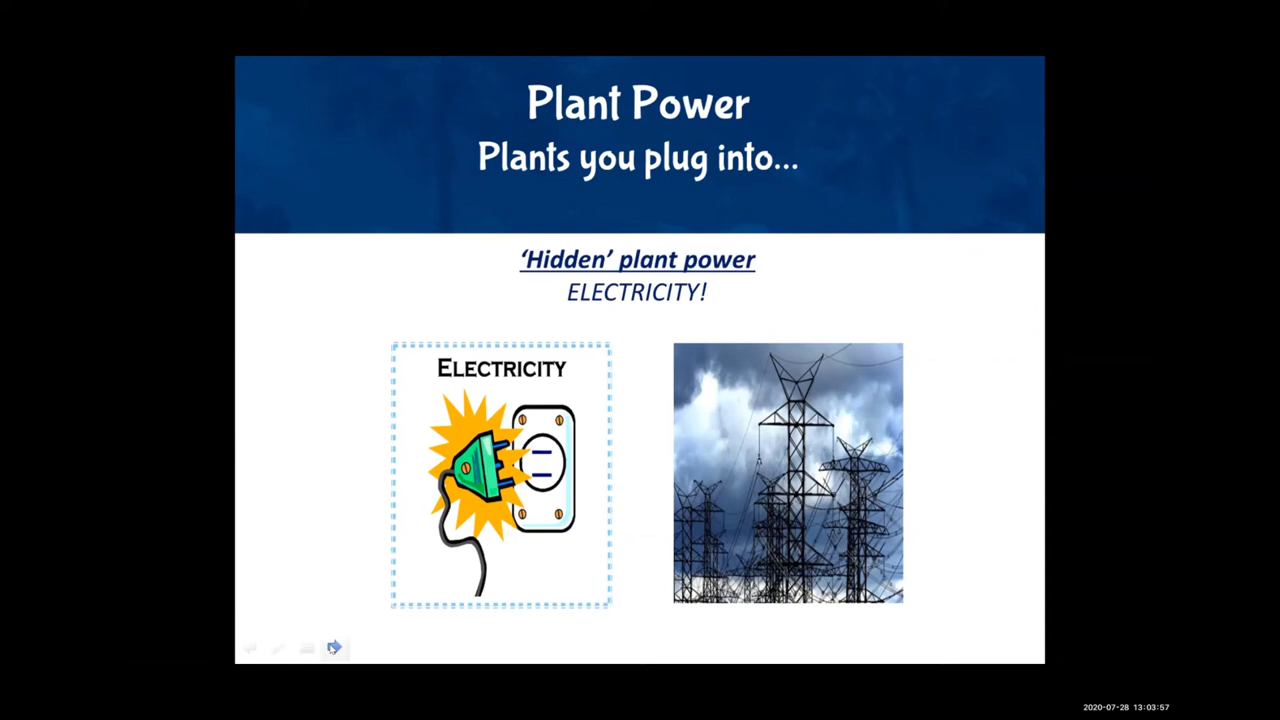 Plant Power
Plants you plug into...
‘Hidden’ plant power
ELECTRICITY!
ELECTRICITY
2020-07-28 13:03:57